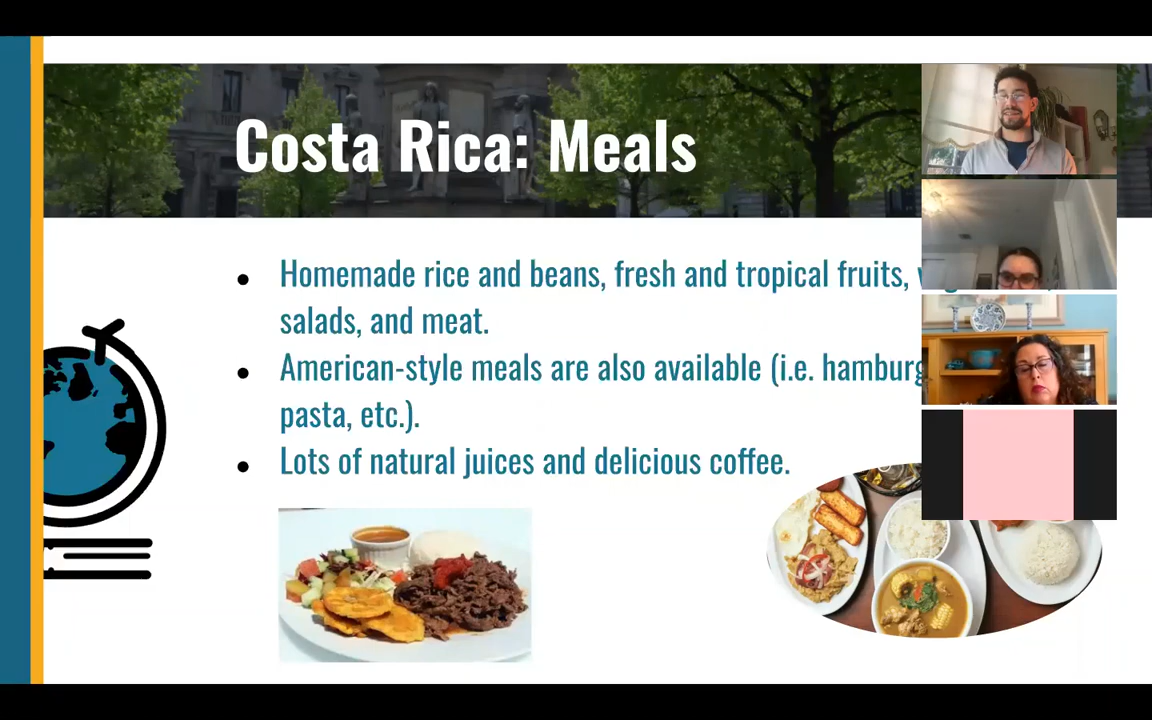 Costa Rica: Meals
Homemade rice and beans, fresh and tropical fruits,
salads, and meat.
American-style meals are also available (i.e. hamburg
pasta, etc.).
Lots of natural juices and delicious coffee.